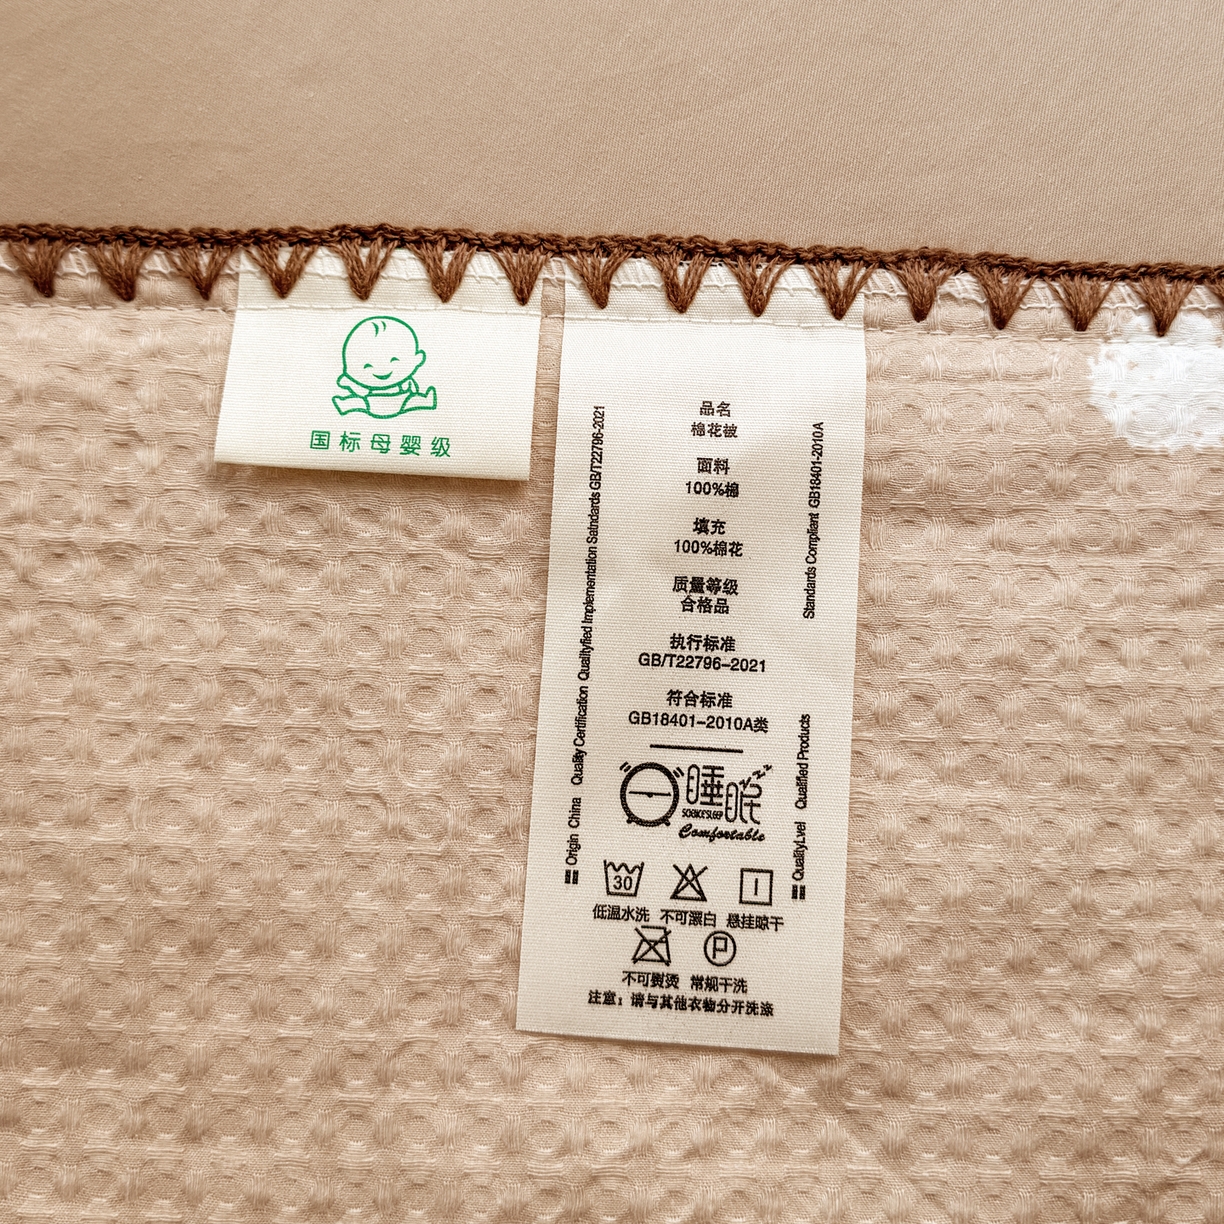 国标母婴级
品名
棉花被
面料
100%棉
填充
100%棉花
质量等级
合格品
执行标准
GB/T22796-2021
符合标准
GB18401-2010A类
睡眠
Comfortable
30
低温水洗 不可漂白 悬挂晾干
P
不可熨烫 常规干洗
注意：请与其他衣物分开洗涤
Origin China Quality Certification Qualityfied Implementation Satndards GB/T22796-2021
QualityLvel Qualified Products Standards Compliant GB18401-2010A